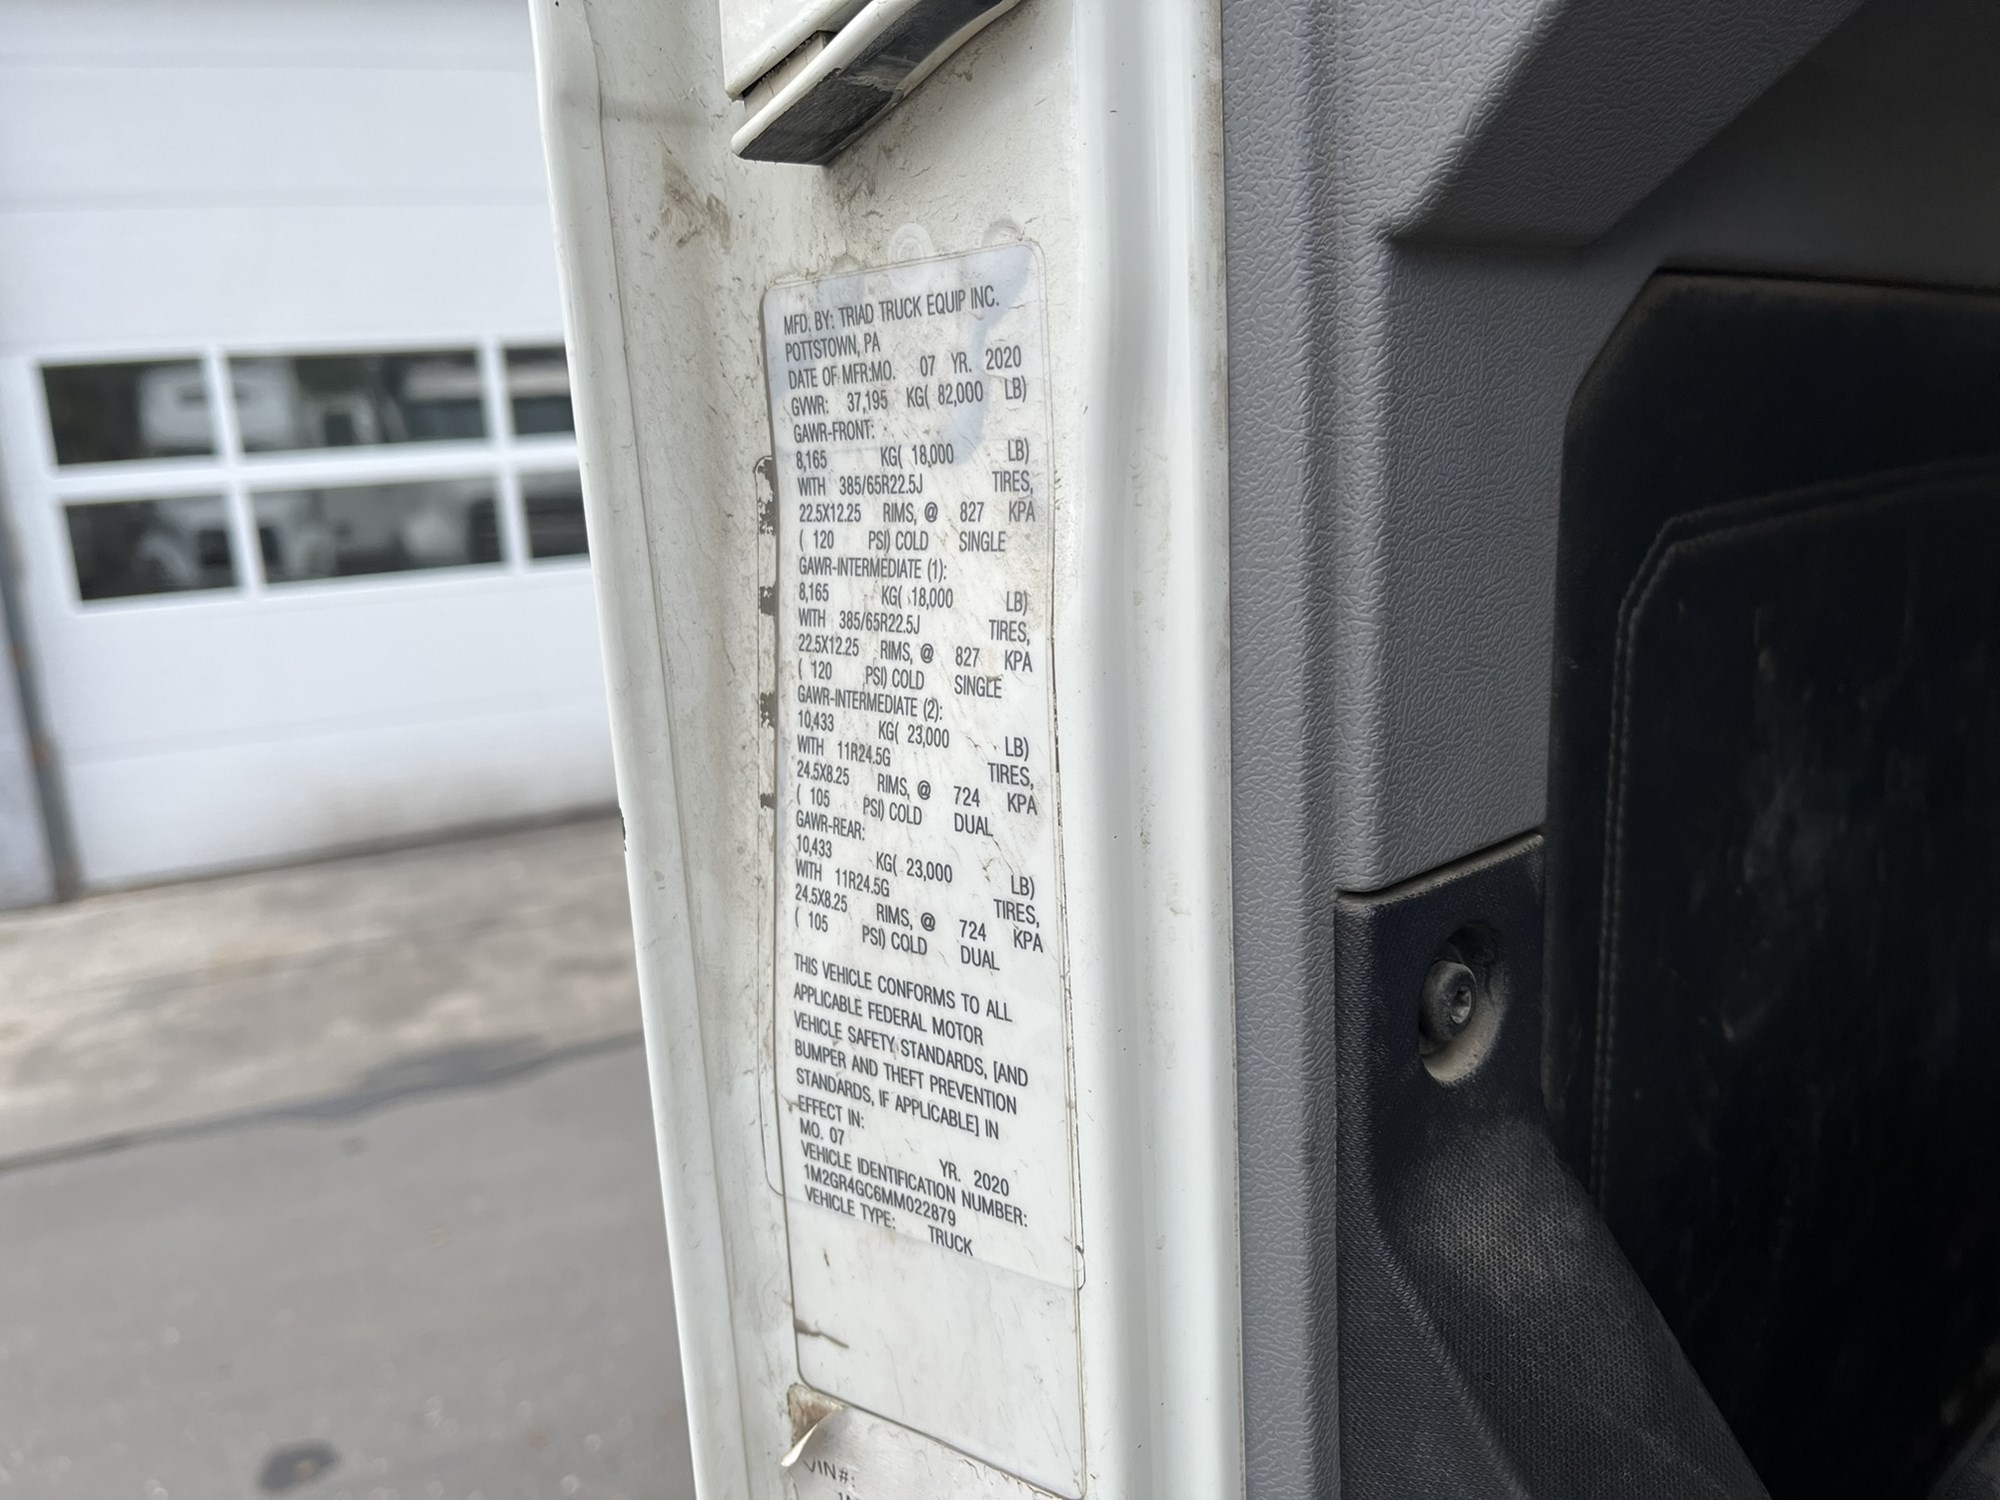 MFD. BY: TRIAD TRUCK EQUIP INC.
POTTSTOWN, PA
DATE OF MFR:MO. 07 YR. 2020
GVWR: 37,195 KG( 82,000 LB)
GAWR-FRONT:
8,165 KG( 18,000 LB)
WITH 385/65R22.5J TIRES,
22.5X12.25 RIMS, @ 827 KPA
( 120 PSI) COLD SINGLE
GAWR-INTERMEDIATE (1):
8,165 KG( 18,000 LB)
WITH 385/65R22.5J TIRES,
22.5X12.25 RIMS, @ 827 KPA
( 120 PSI) COLD SINGLE
GAWR-INTERMEDIATE (2):
10,433 KG( 23,000 LB)
WITH 11R24.5G TIRES,
24.5X8.25 RIMS, @ 724 KPA
( 105 PSI) COLD DUAL
GAWR-REAR:
10,433 KG( 23,000 LB)
WITH 11R24.5G TIRES,
24.5X8.25 RIMS, @ 724 KPA
( 105 PSI) COLD DUAL
THIS VEHICLE CONFORMS TO ALL
APPLICABLE FEDERAL MOTOR
VEHICLE SAFETY STANDARDS, [AND
BUMPER AND THEFT PREVENTION
STANDARDS, IF APPLICABLE] IN
EFFECT IN:
MO. 07 YR. 2020
VEHICLE IDENTIFICATION NUMBER:
1M2GR4GC6MM022879
VEHICLE TYPE: TRUCK
VIN#: